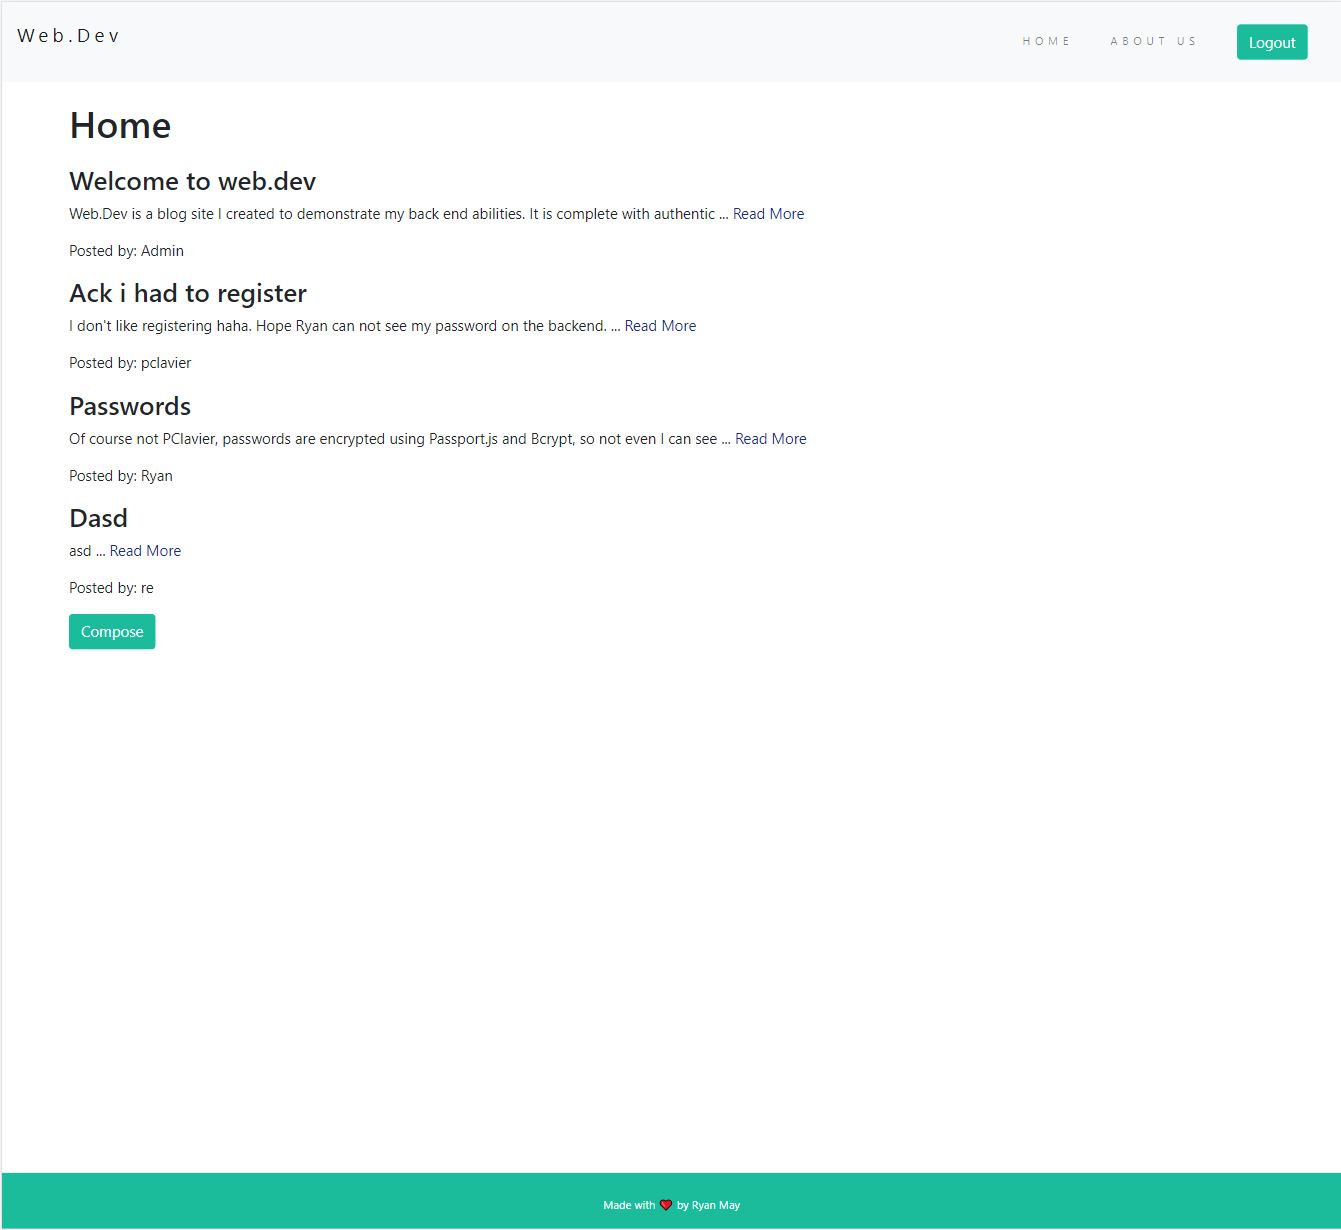 Web.Dev
HOME ABOUT US Logout
Home
Welcome to web.dev
Web.Dev is a blog site I created to demonstrate my back end abilities. It is complete with authentic ... Read More
Posted by: Admin
Ack i had to register
I don't like registering haha. Hope Ryan can not see my password on the backend. ... Read More
Posted by: pclavier
Passwords
Of course not PClavier, passwords are encrypted using Passport.js and Bcrypt, so not even I can see ... Read More
Posted by: Ryan
Dasd
asd ... Read More
Posted by: re
Compose
Made with ❤ by Ryan May